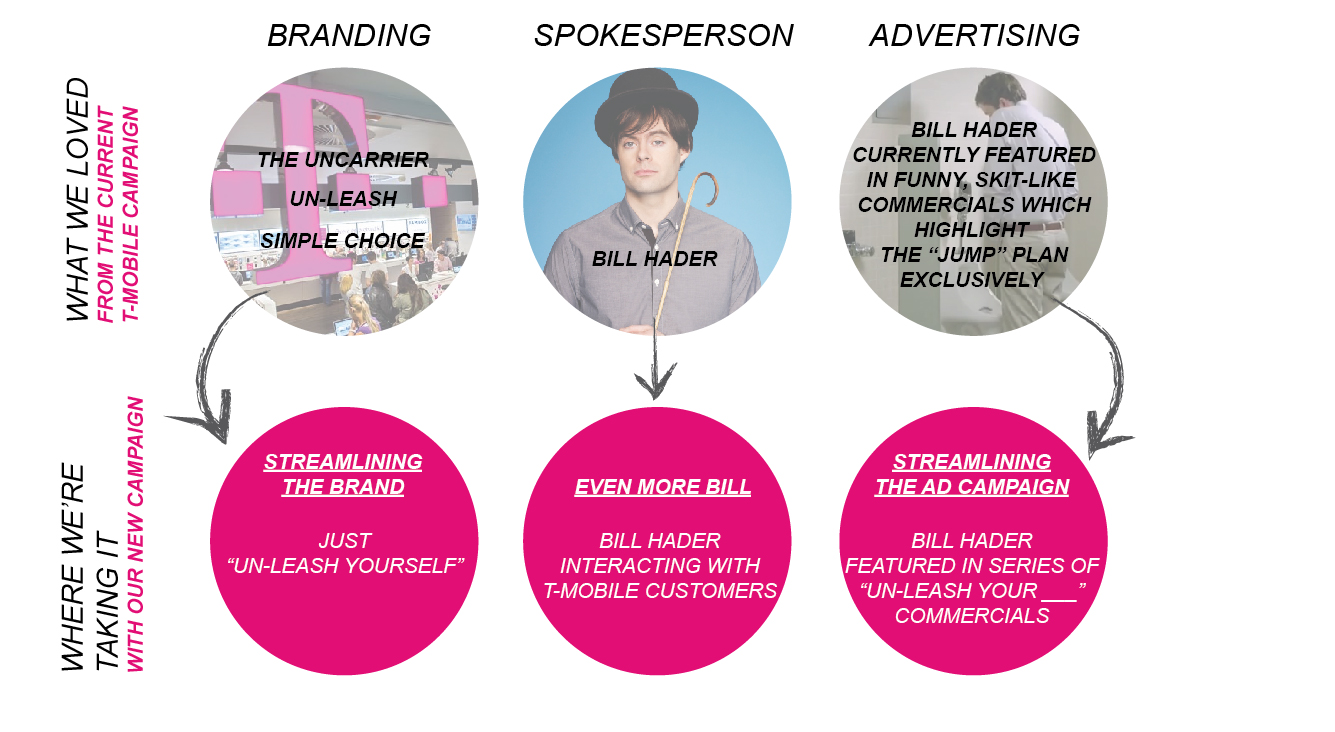 BRANDING
SPOKESPERSON
ADVERTISING
WHAT WE LOVED
FROM THE CURRENT
T-MOBILE CAMPAIGN
T
THE UNCARRIER
UN-LEASH
SIMPLE CHOICE
BILL HADER
BILL HADER
CURRENTLY FEATURED
IN FUNNY, SKIT-LIKE
COMMERCIALS WHICH
HIGHLIGHT
THE “JUMP” PLAN
EXCLUSIVELY
WHERE WE’RE
TAKING IT
WITH OUR NEW CAMPAIGN
STREAMLINING
THE BRAND
JUST
“UN-LEASH YOURSELF”
EVEN MORE BILL
BILL HADER
INTERACTING WITH
T-MOBILE CUSTOMERS
STREAMLINING
THE AD CAMPAIGN
BILL HADER
FEATURED IN SERIES OF
“UN-LEASH YOUR ___”
COMMERCIALS